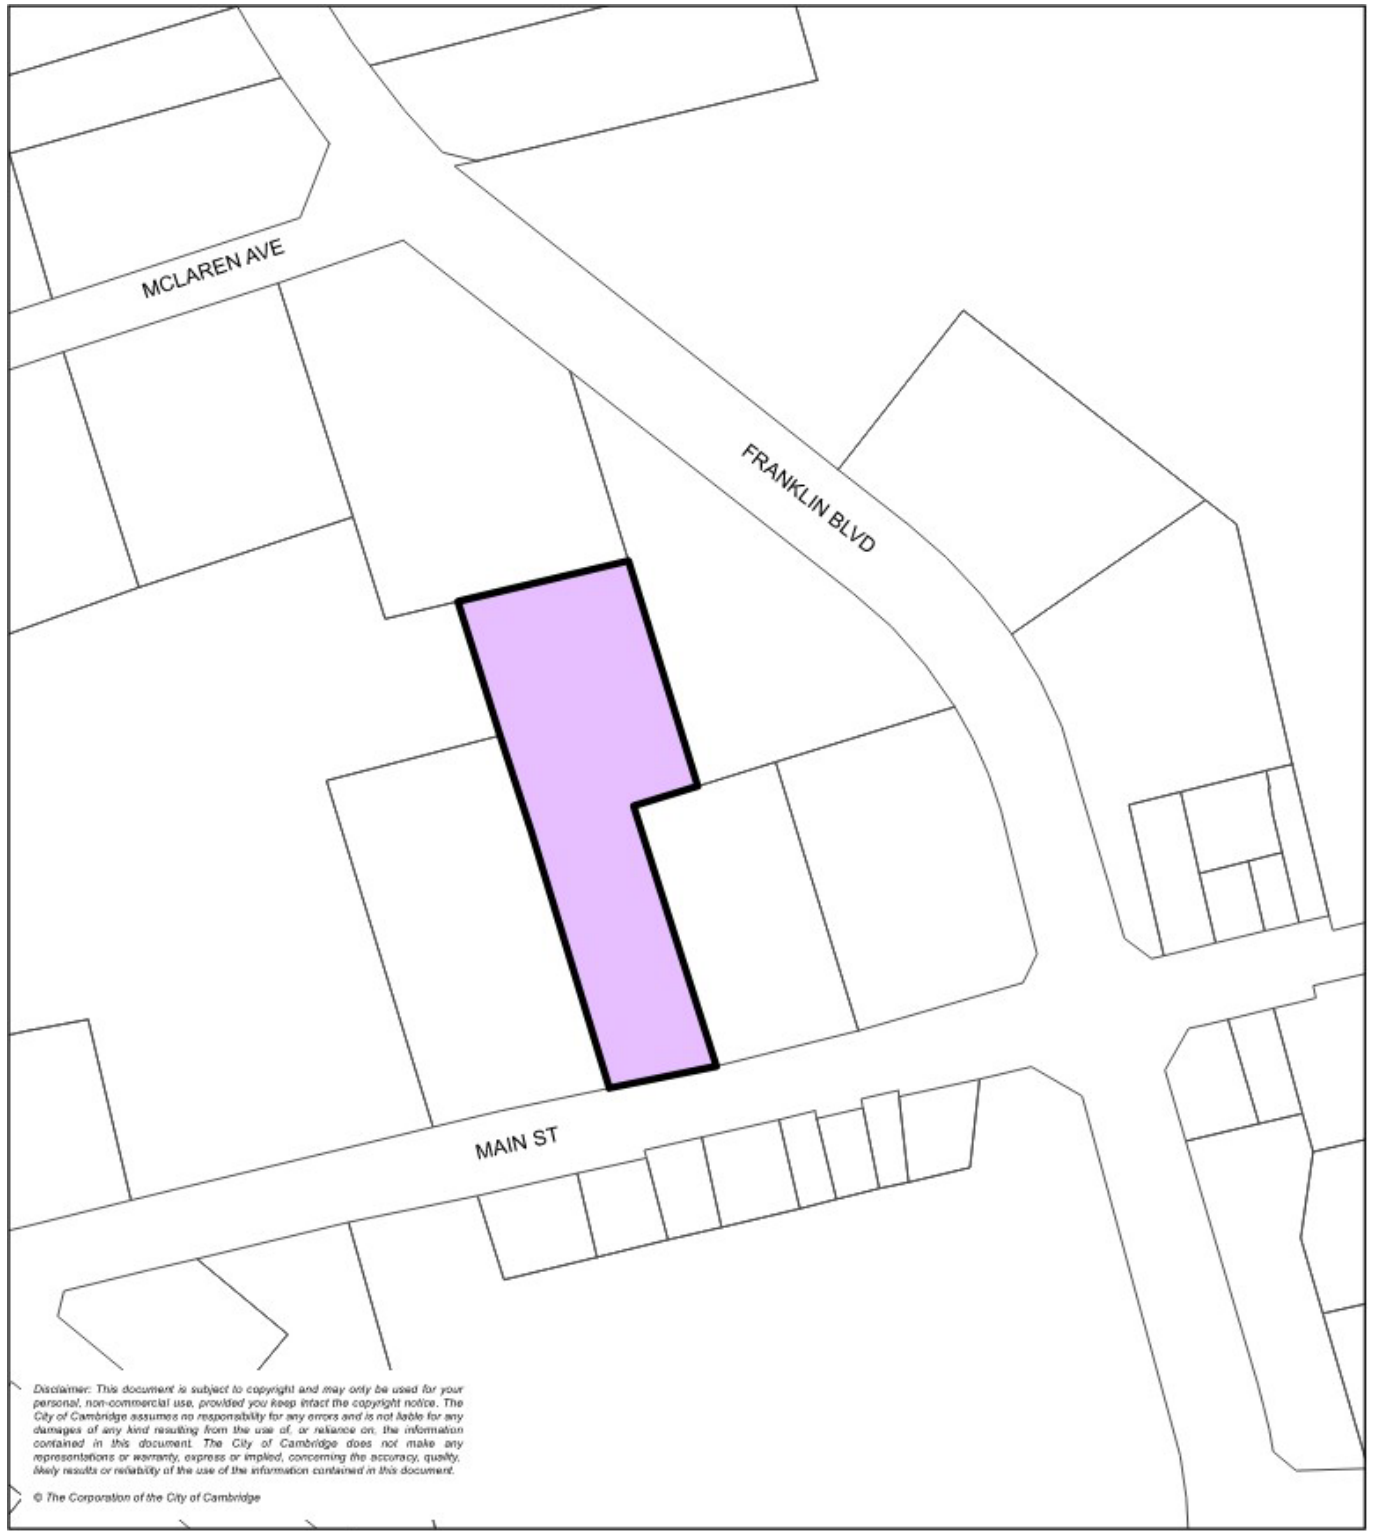 MCLAREN AVE
FRANKLIN BLVD
MAIN ST
Disclaimer: This document is subject to copyright and may only be used for your
personal, non-commercial use, provided you keep intact the copyright notice. The
City of Cambridge assumes no responsibility for any errors and is not liable for any
damages of any kind resulting from the use of, or reliance on, the information
contained in this document. The City of Cambridge does not make any
representations or warranty, express or implied, concerning the accuracy, quality,
likely results or reliability of the use of the information contained in this document.
© The Corporation of the City of Cambridge